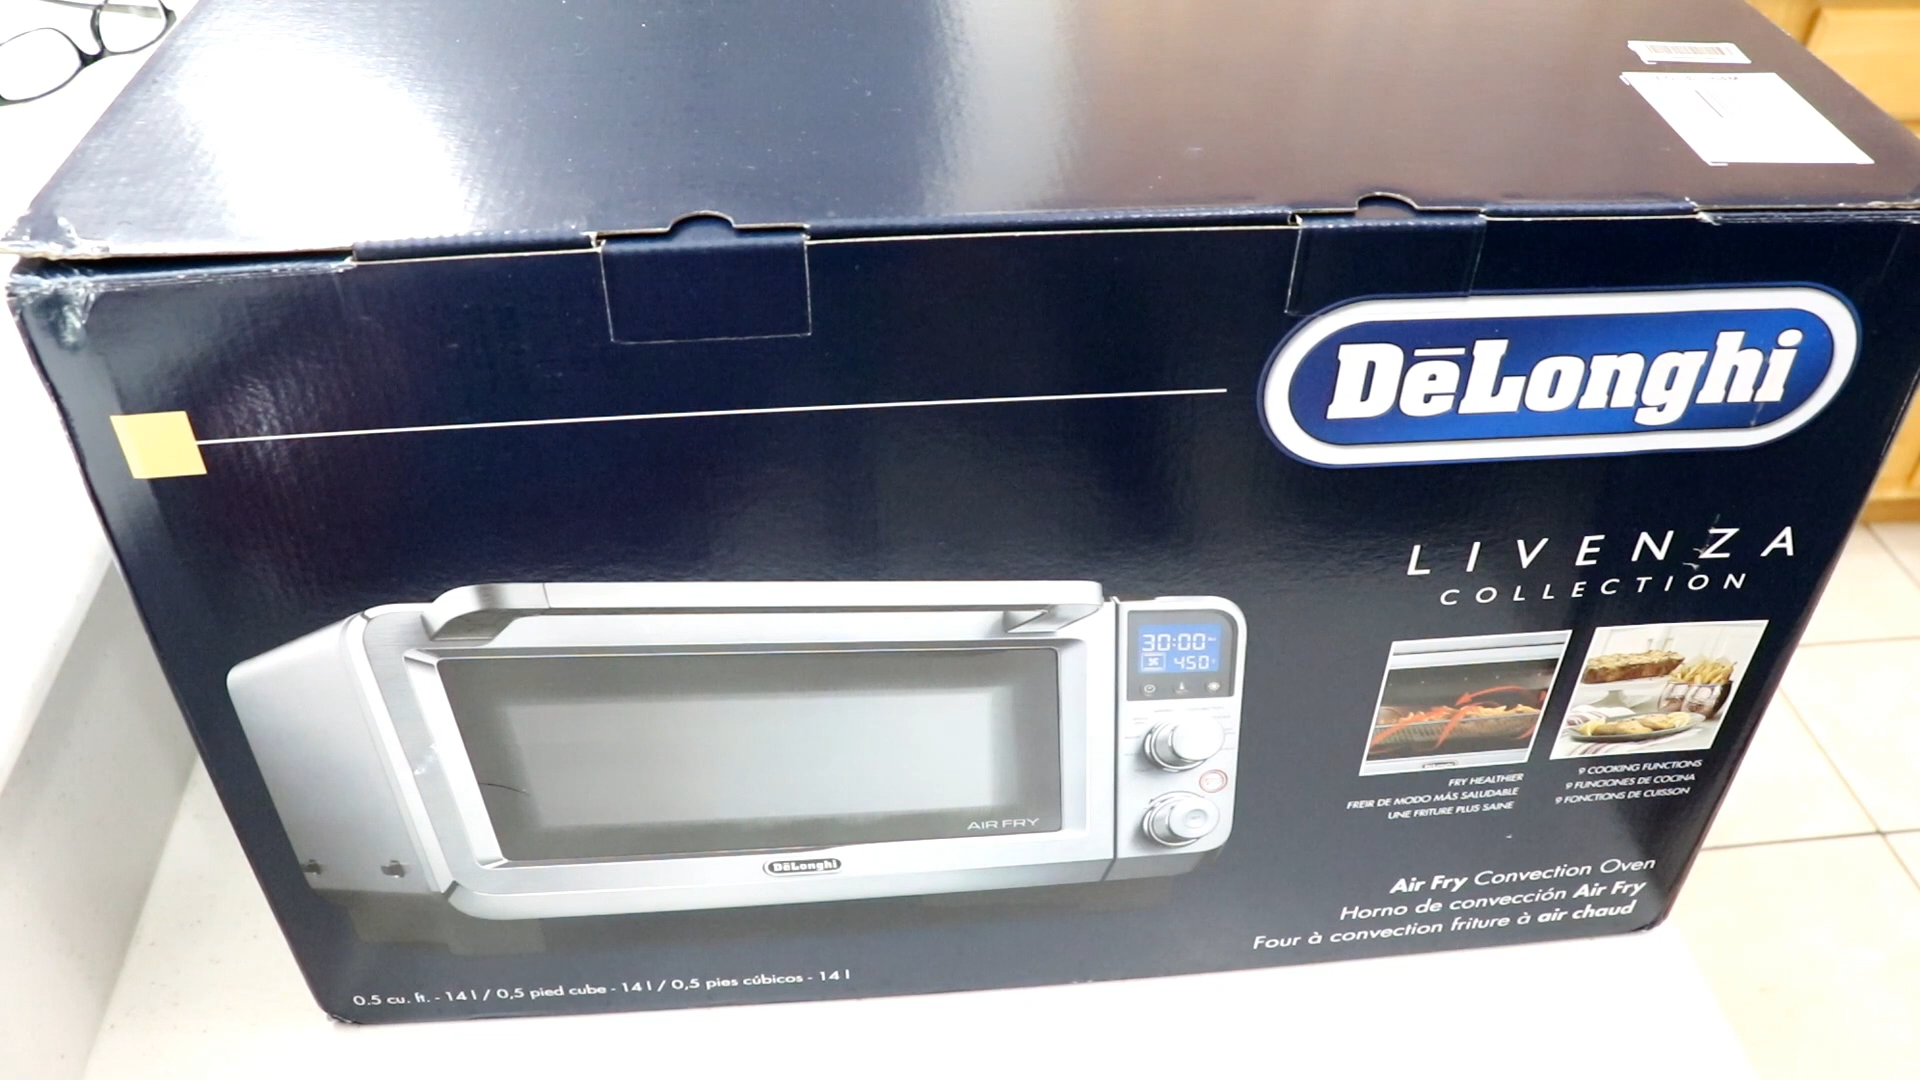 DēLonghi
LIVENZA
COLLECTION
30:00
450
AIR FRY
DēLonghi
FRY HEALTHIER
FREIR DE MODO MÁS SALUDABLE
UNE FRITURE PLUS SAINE
9 COOKING FUNCTIONS
9 FUNCIONES DE COCINA
9 FONCTIONS DE CUISSON
Air Fry Convection Oven
Horno de convección Air Fry
Four à convection friture à air chaud
0.5 cu. ft. - 14 l / 0,5 pied cube - 14 l / 0,5 pies cúbicos - 14 l